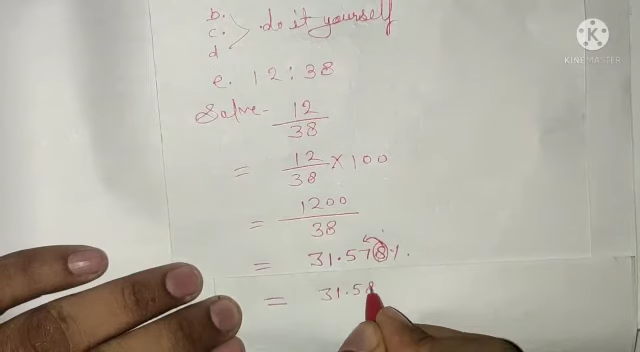 b.
c. do it yourself
d
e. 12:38
Solve- 12/38
= 12/38 × 100
= 1200/38
= 31.578%.
= 31.58
K
KINEMASTER